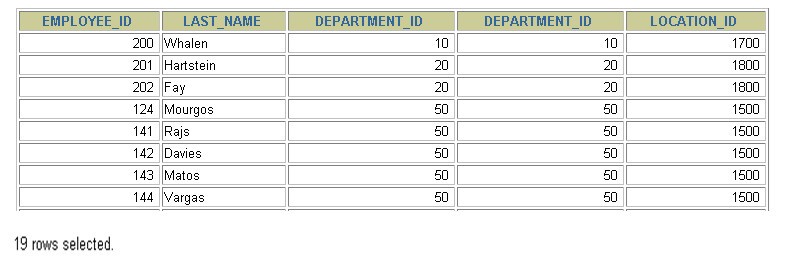 EMPLOYEE_ID LAST_NAME DEPARTMENT_ID DEPARTMENT_ID LOCATION_ID
200 Whalen 10 10 1700
201 Hartstein 20 20 1800
202 Fay 20 20 1800
124 Mourgos 50 50 1500
141 Rajs 50 50 1500
142 Davies 50 50 1500
143 Matos 50 50 1500
144 Vargas 50 50 1500
19 rows selected.